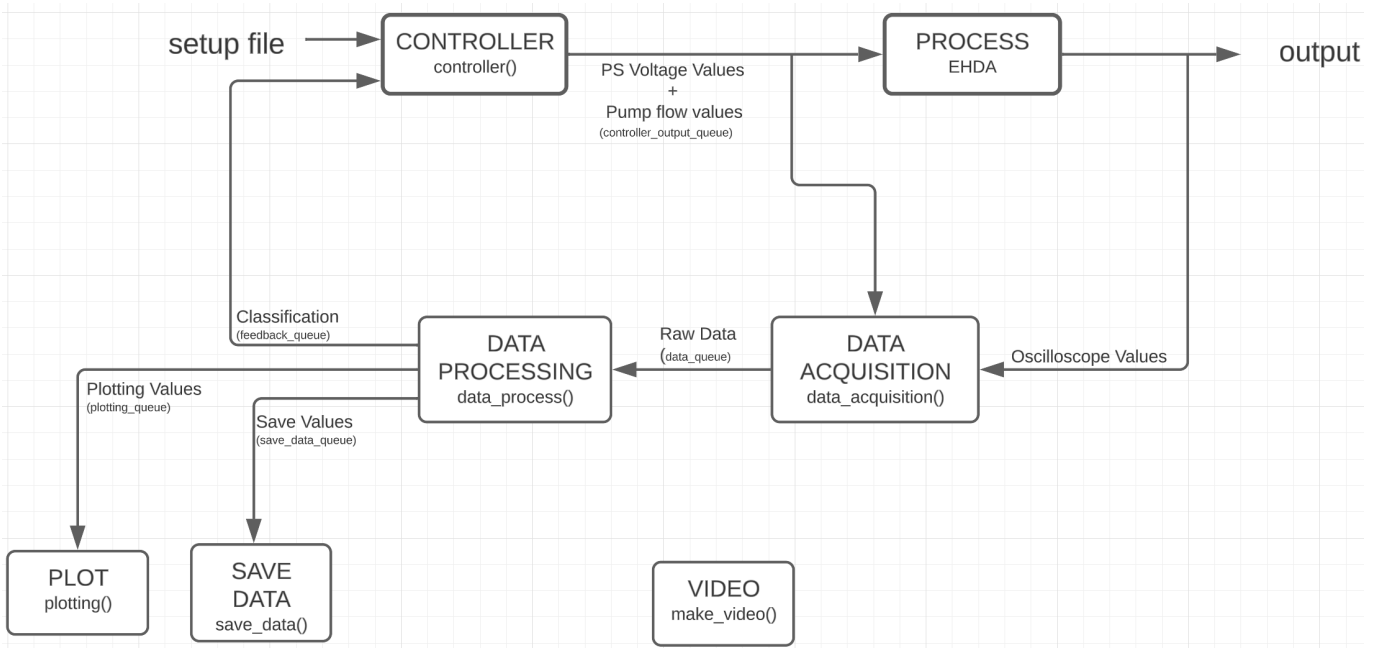 setup file
CONTROLLER
controller()
PS Voltage Values
+
Pump flow values
(controller_output_queue)
PROCESS
EHDA
output
Classification
(feedback_queue)
DATA
PROCESSING
data_process()
Raw Data
(data_queue)
DATA
ACQUISITION
data_acquisition()
Oscilloscope Values
Plotting Values
(plotting_queue)
Save Values
(save_data_queue)
PLOT
plotting()
SAVE
DATA
save_data()
VIDEO
make_video()